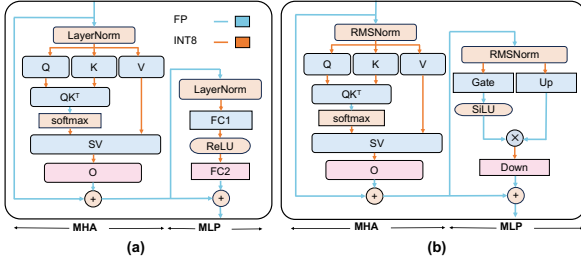 LayerNorm
Q K V
QKᵀ
softmax
SV
O
+
LayerNorm
FC1
ReLU
FC2
+
FP
INT8
MHA MLP
(a)
RMSNorm
Q K V
QKᵀ
softmax
SV
O
+
RMSNorm
Gate Up
SiLU
×
Down
+
MHA MLP
(b)